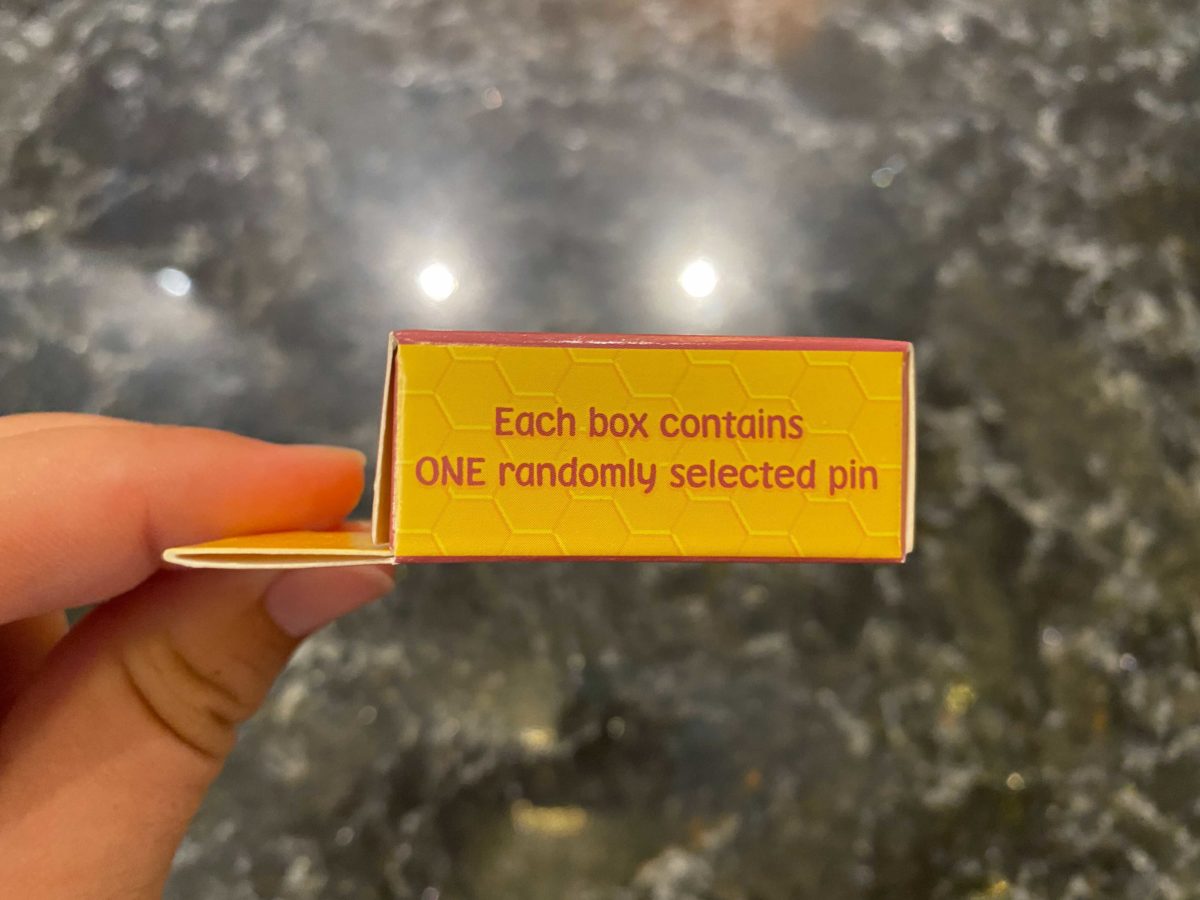 Each box contains
ONE randomly selected pin